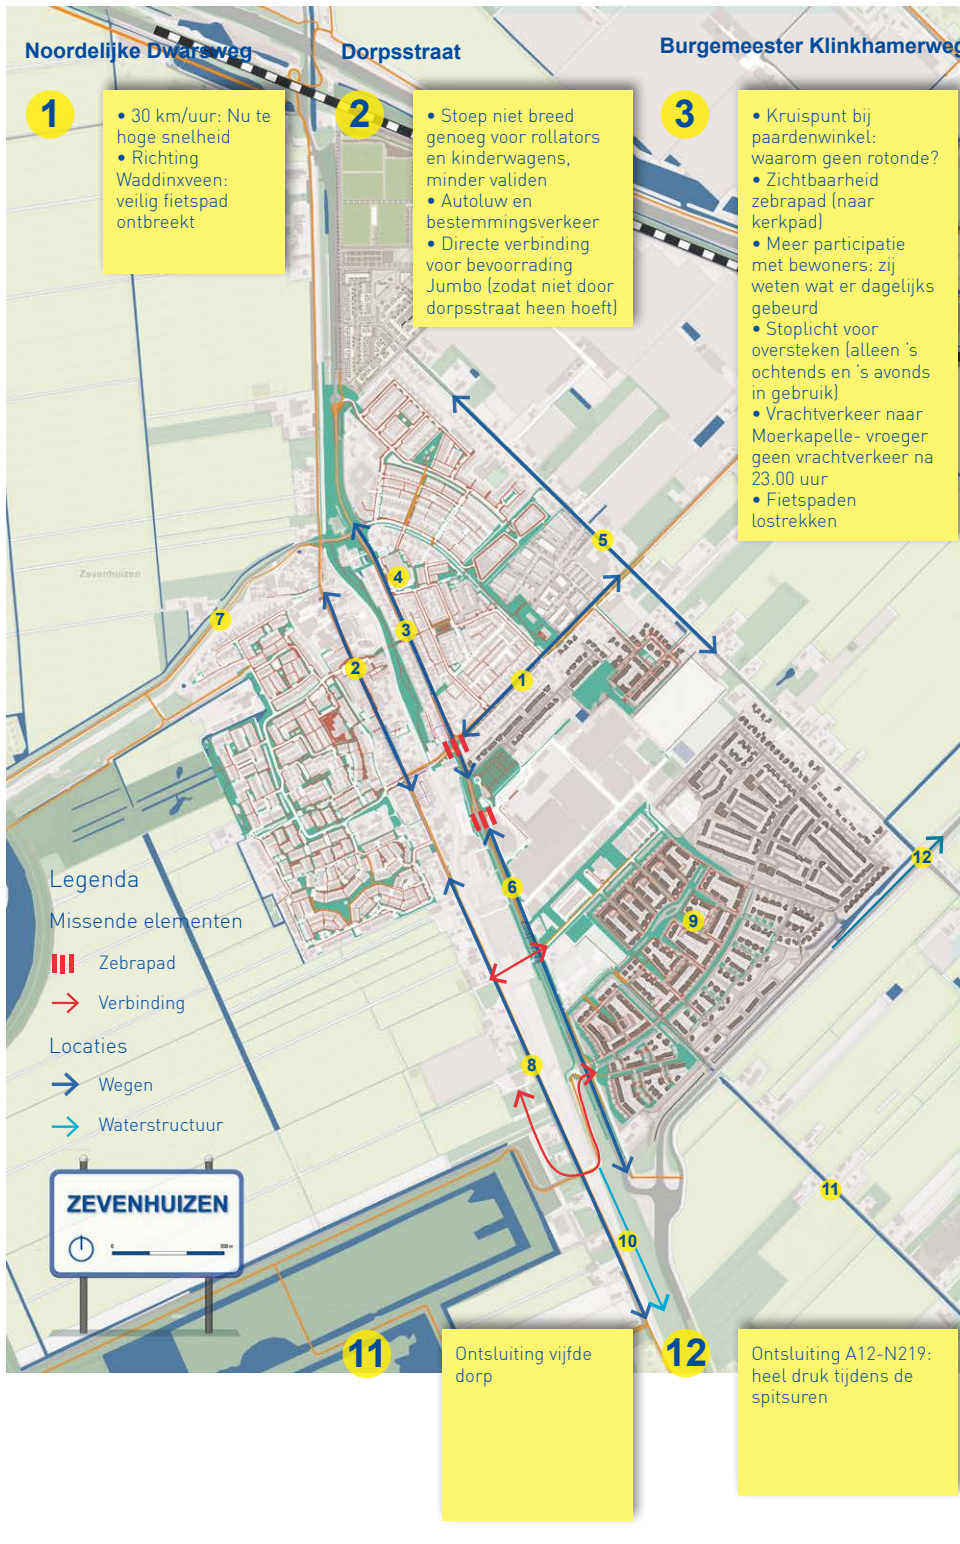 Noordelijke Dwarsweg
Dorpsstraat
Burgemeester Klinkhamerweg
1
• 30 km/uur: Nu te
hoge snelheid
• Richting
Waddinxveen:
veilig fietspad
ontbreekt
2
• Stoep niet breed
genoeg voor rollators
en kinderwagens,
minder validen
• Autoluw en
bestemmingsverkeer
• Directe verbinding
voor bevoorrading
Jumbo (zodat niet door
dorpsstraat heen hoeft)
3
• Kruispunt bij
paardenwinkel:
waarom geen rotonde?
• Zichtbaarheid
zebrapad (naar
kerkpad)
• Meer participatie
met bewoners: zij
weten wat er dagelijks
gebeurd
• Stoplicht voor
oversteken (alleen ’s
ochtends en ’s avonds
in gebruik)
• Vrachtverkeer naar
Moerkapelle- vroeger
geen vrachtverkeer na
23.00 uur
• Fietspaden
lostrekken
5
Zevenhuizen
4
7
3
2
1
12
6
9
8
11
10
Legenda
Missende elementen
Zebrapad
Verbinding
Locaties
Wegen
Waterstructuur
ZEVENHUIZEN
0 300 m
11
Ontsluiting vijfde
dorp
12
Ontsluiting A12-N219:
heel druk tijdens de
spitsuren